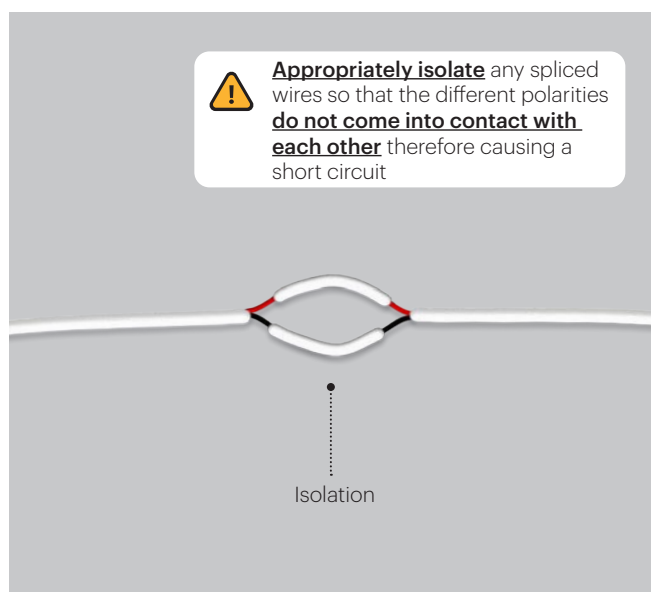 Appropriately isolate any spliced
wires so that the different polarities
do not come into contact with
each other therefore causing a
short circuit
Isolation